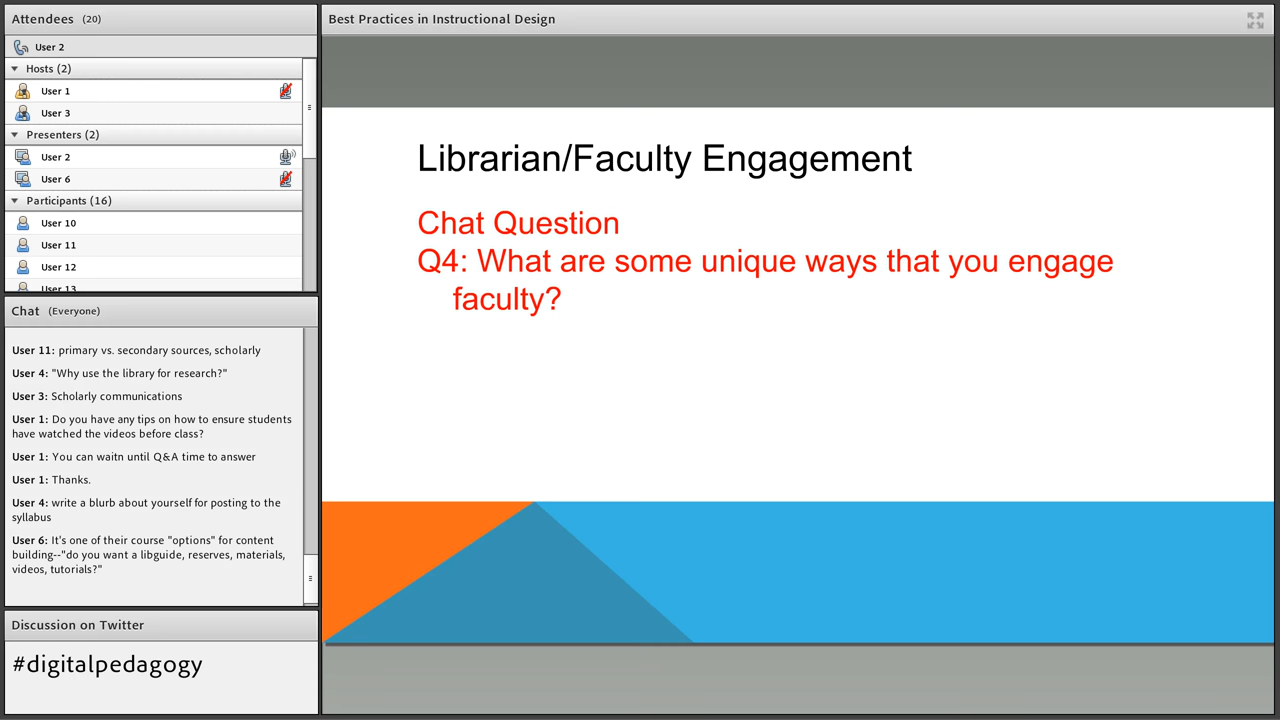 Attendees (20)
User 2
Hosts (2)
User 1
User 3
Presenters (2)
User 2
User 6
Participants (16)
User 10
User 11
User 12
User 13
Chat (Everyone)
User 11: primary vs. secondary sources, scholarly
User 4: "Why use the library for research?"
User 3: Scholarly communications
User 1: Do you have any tips on how to ensure students
have watched the videos before class?
User 1: You can waitn until Q&A time to answer
User 1: Thanks.
User 4: write a blurb about yourself for posting to the
syllabus
User 6: It's one of their course "options" for content
building--"do you want a libguide, reserves, materials,
videos, tutorials?"
Discussion on Twitter
#digitalpedagogy
Best Practices in Instructional Design
Librarian/Faculty Engagement
Chat Question
Q4: What are some unique ways that you engage
faculty?